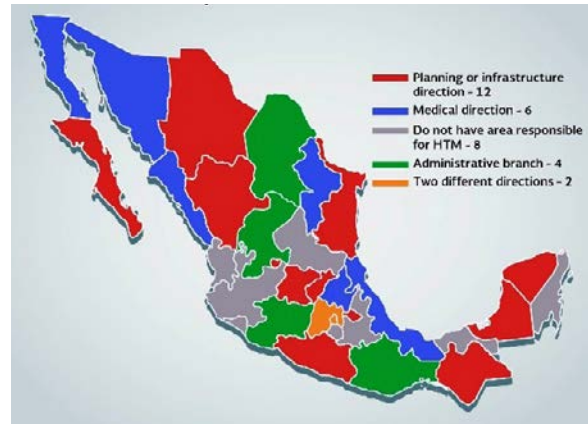 Planning or infrastructure
direction - 12
Medical direction - 6
Do not have area responsible
for HTM - 8
Administrative branch - 4
Two different directions - 2